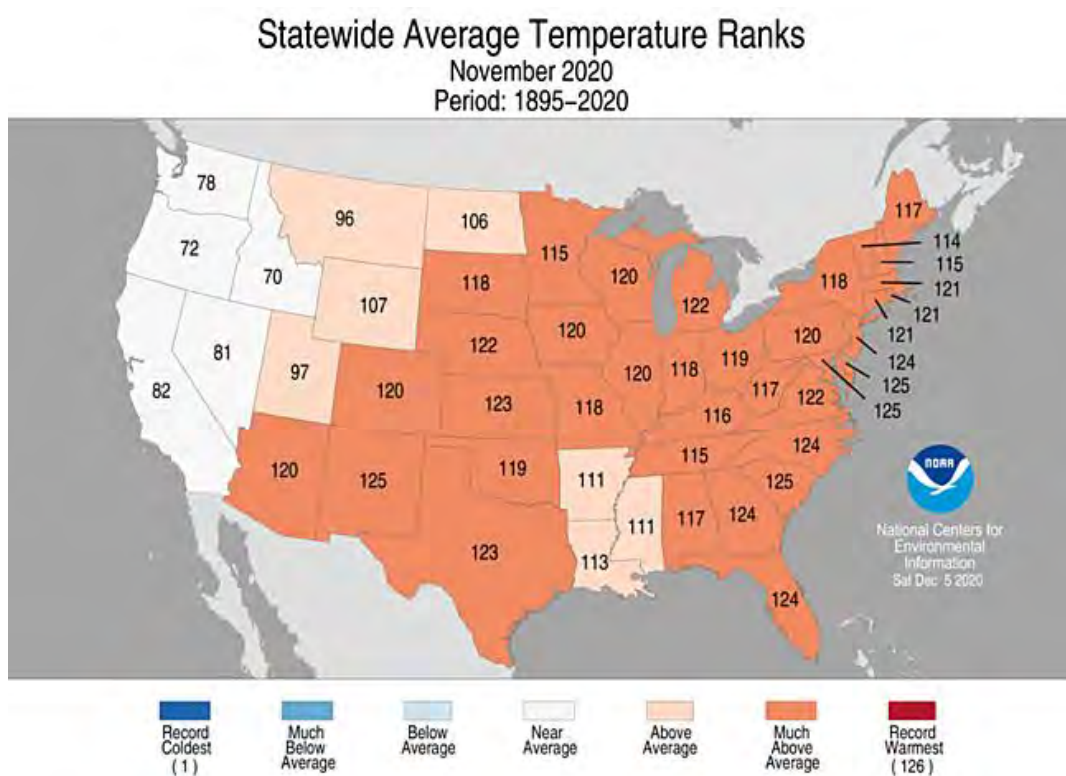 Statewide Average Temperature Ranks
November 2020
Period: 1895–2020
78
96
106
117
72
70
115
114
118
120
118
115
107
122
121
121
81
122
120
120
121
97
120
118
119
124
82
120
123
117
122
125
118
116
125
115
124
120
125
119
111
125
111
117
124
123
113
124
NOAA
National Centers for
Environmental
Information
Sat Dec 5 2020
Record
Coldest
(1)
Much
Below
Average
Below
Average
Near
Average
Above
Average
Much
Above
Average
Record
Warmest
(126)